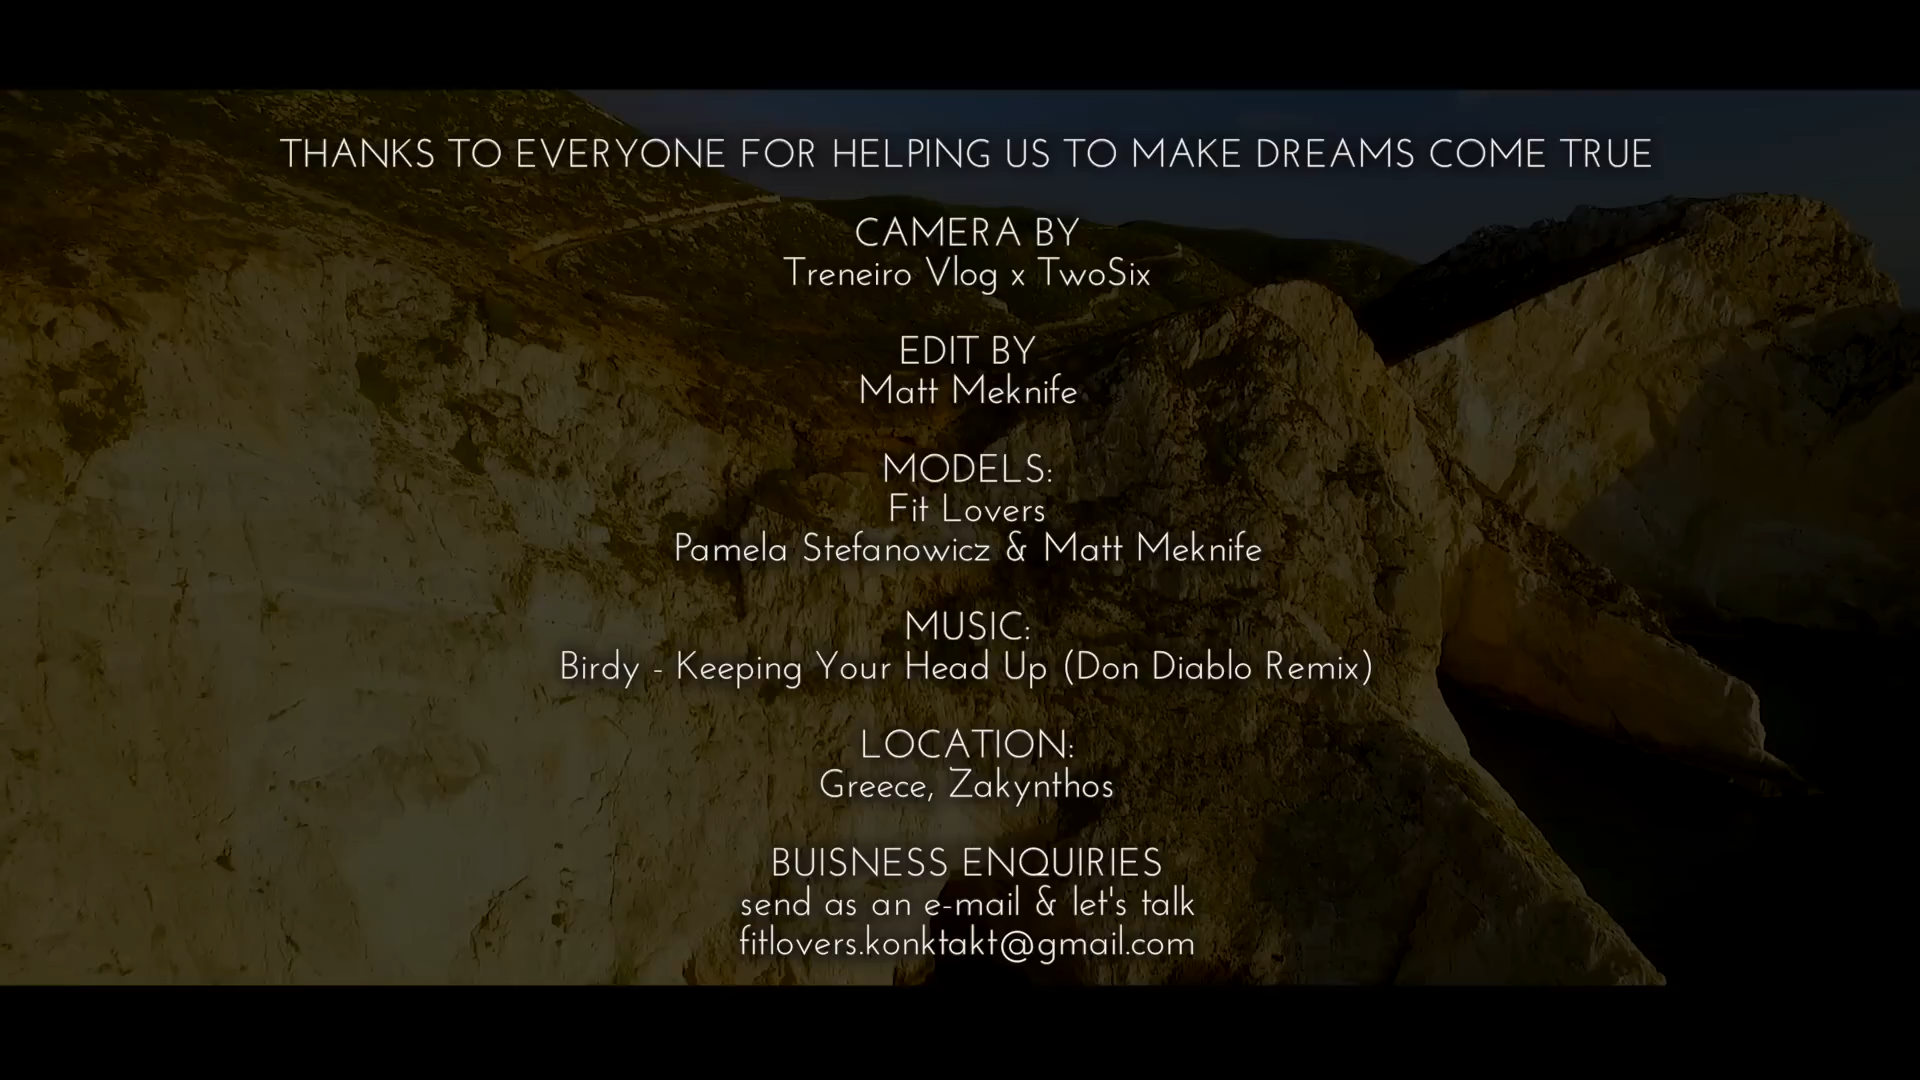 THANKS TO EVERYONE FOR HELPING US TO MAKE DREAMS COME TRUE
CAMERA BY
Treneiro Vlog x TwoSix
EDIT BY
Matt Meknife
MODELS:
Fit Lovers
Pamela Stefanowicz & Matt Meknife
MUSIC:
Birdy - Keeping Your Head Up (Don Diablo Remix)
LOCATION:
Greece, Zakynthos
BUISNESS ENQUIRIES
send as an e-mail & let's talk
fitlovers.konktakt@gmail.com